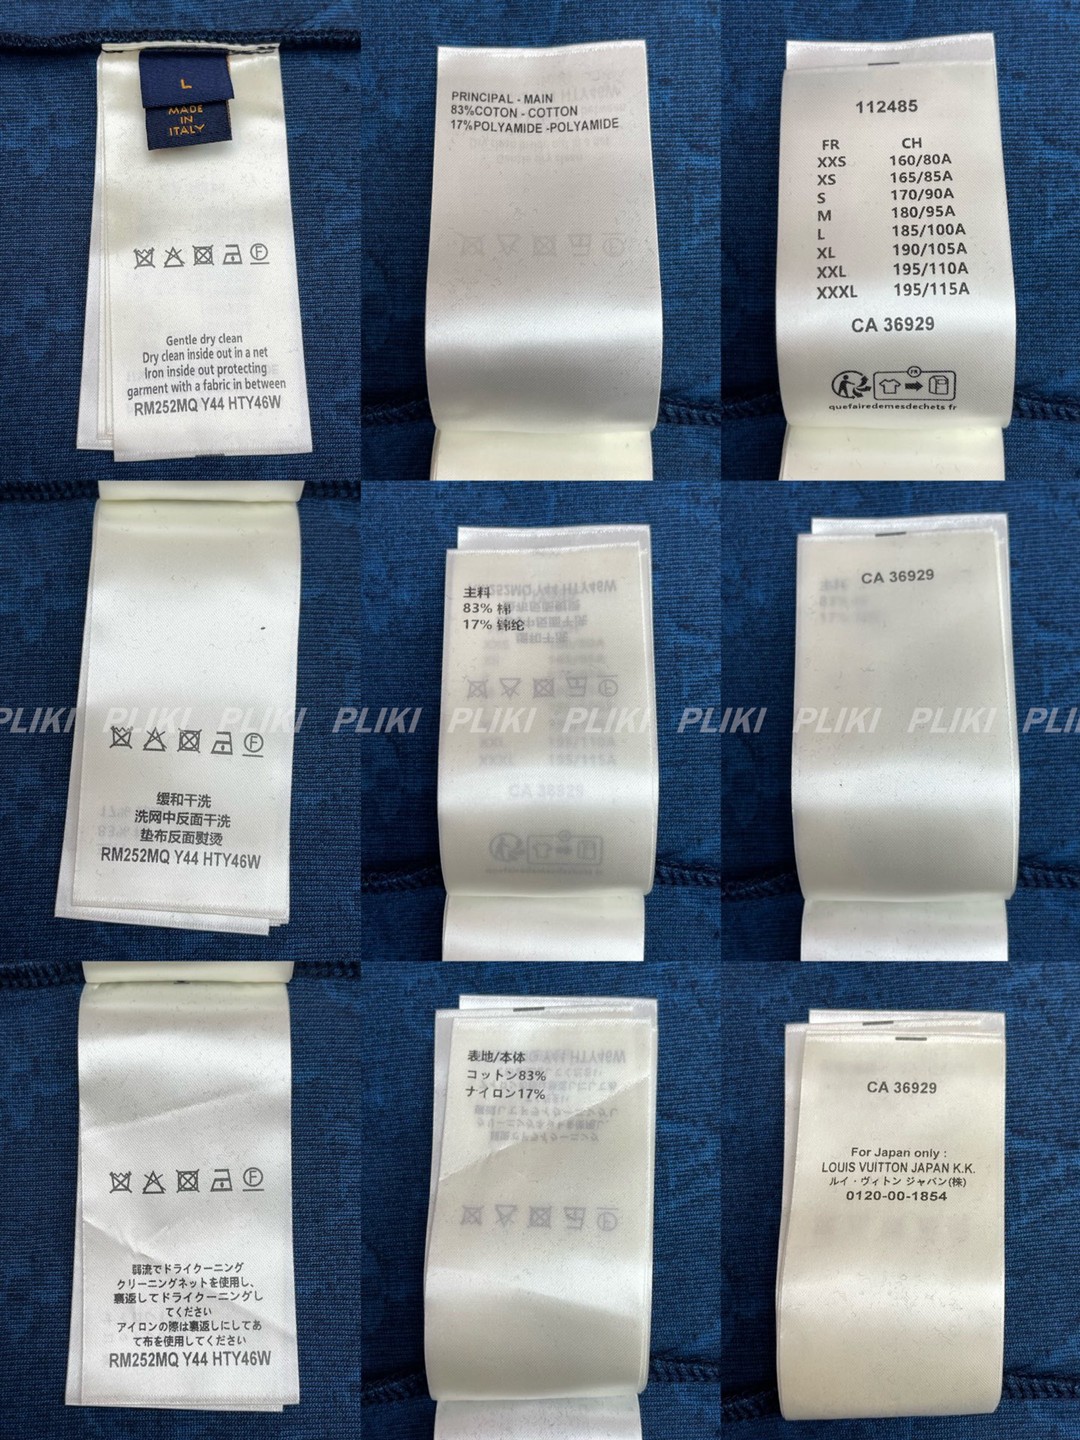 L
MADE
IN
ITALY
Gentle dry clean
Dry clean inside out in a net
Iron inside out protecting
garment with a fabric in between
RM252MQ Y44 HTY46W
PRINCIPAL - MAIN
83%COTON - COTTON
17%POLYAMIDE -POLYAMIDE
112485
FR CH
XXS 160/80A
XS 165/85A
S 170/90A
M 180/95A
L 185/100A
XL 190/105A
XXL 195/110A
XXXL 195/115A
CA 36929
FR
quefairedemesdechets.fr
F
缓和干洗
洗网中反面干洗
垫布反面熨烫
RM252MQ Y44 HTY46W
主料
83% 棉
17% 锦纶
CA 36929
PLIKI PLIKI PLIKI PLIKI PLIKI PLIKI PLIKI PLIKI PLIKI PLI
弱流でドライクーニング
クリーニングネットを使用し、
裏返してドライクーニングし
てください
アイロンの際は裏返しにしてあ
て布を使用してください
RM252MQ Y44 HTY46W
表地/本体
コットン83%
ナイロン17%
CA 36929
For Japan only :
LOUIS VUITTON JAPAN K.K.
ルイ・ヴィトン ジャパン(株)
0120-00-1854